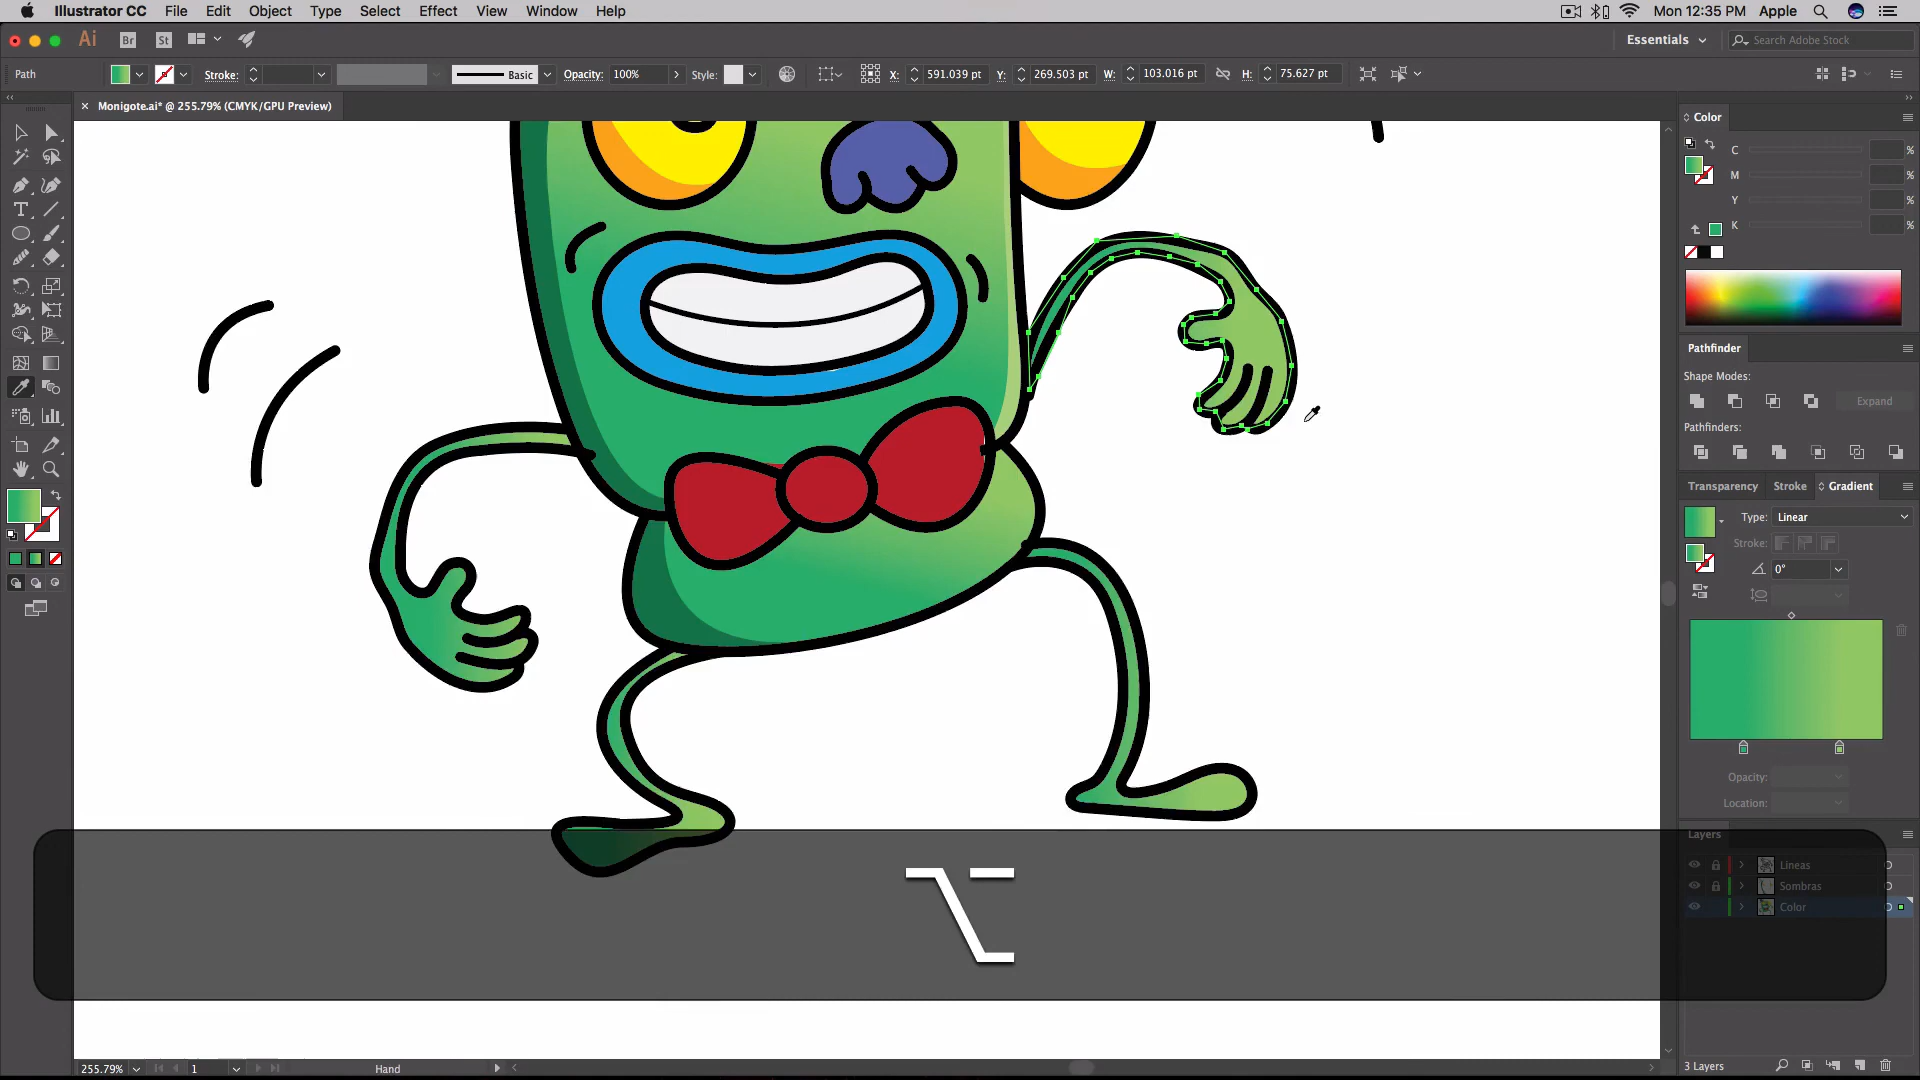 Illustrator CC File Edit Object Type Select Effect View Window Help Mon 12:35 PM Apple
Ai Br St Essentials Search Adobe Stock
Path Stroke: Basic Opacity: 100% Style: X: 591.039 pt Y: 269.503 pt W: 103.016 pt H: 75.627 pt
× Monigote.ai* @ 255.79% (CMYK/GPU Preview)
Color
C %
M %
Y %
K %
Pathfinder
Shape Modes:
Expand
Pathfinders:
Transparency Stroke Gradient
Type: Linear
Stroke:
0°
Opacity:
Location:
Layers
Lineas
Sombras
Color
3 Layers
255.79% 1 Hand